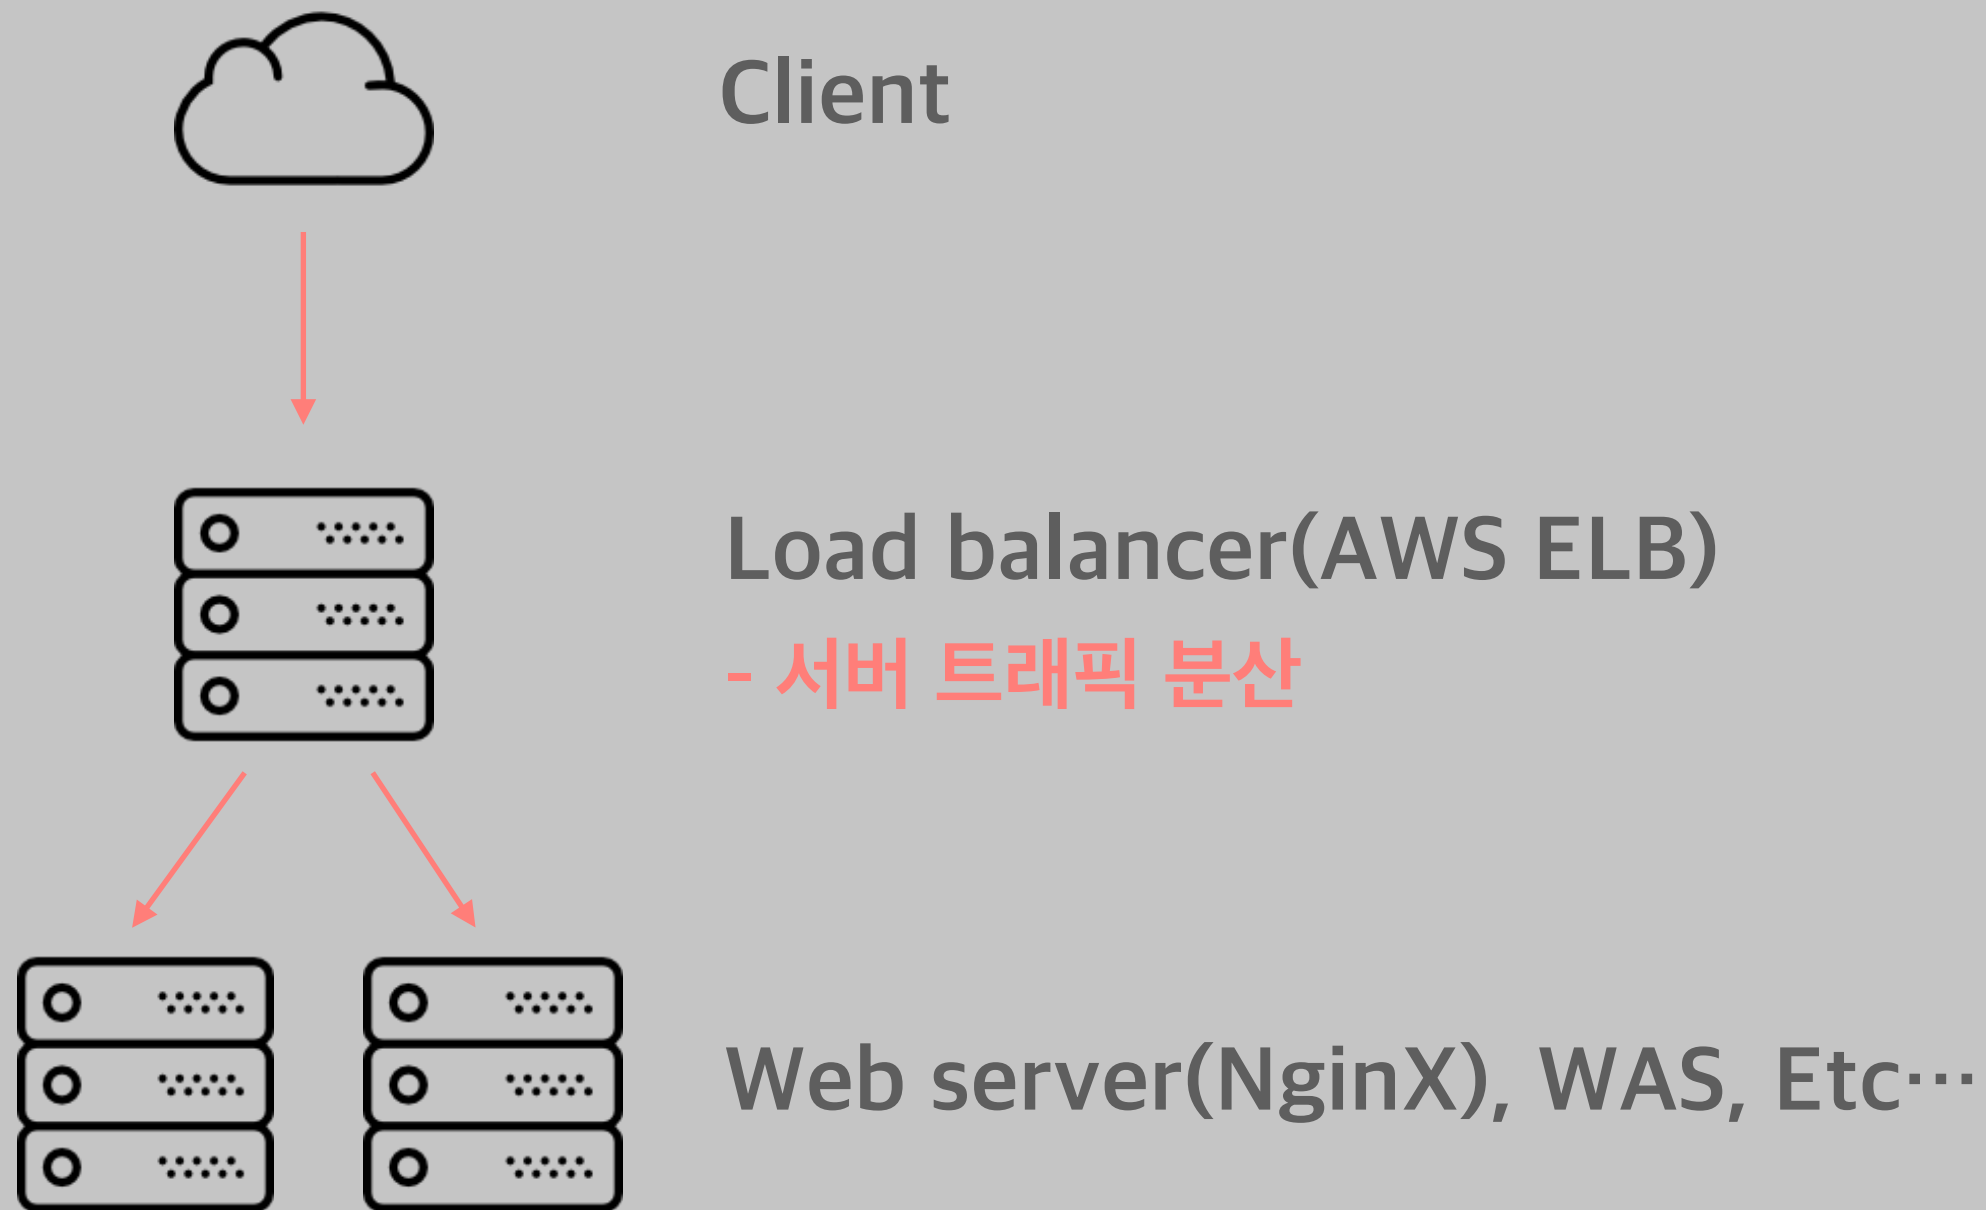 Client
Load balancer(AWS ELB)
- 서버 트래픽 분산
Web server(NginX), WAS, Etc…